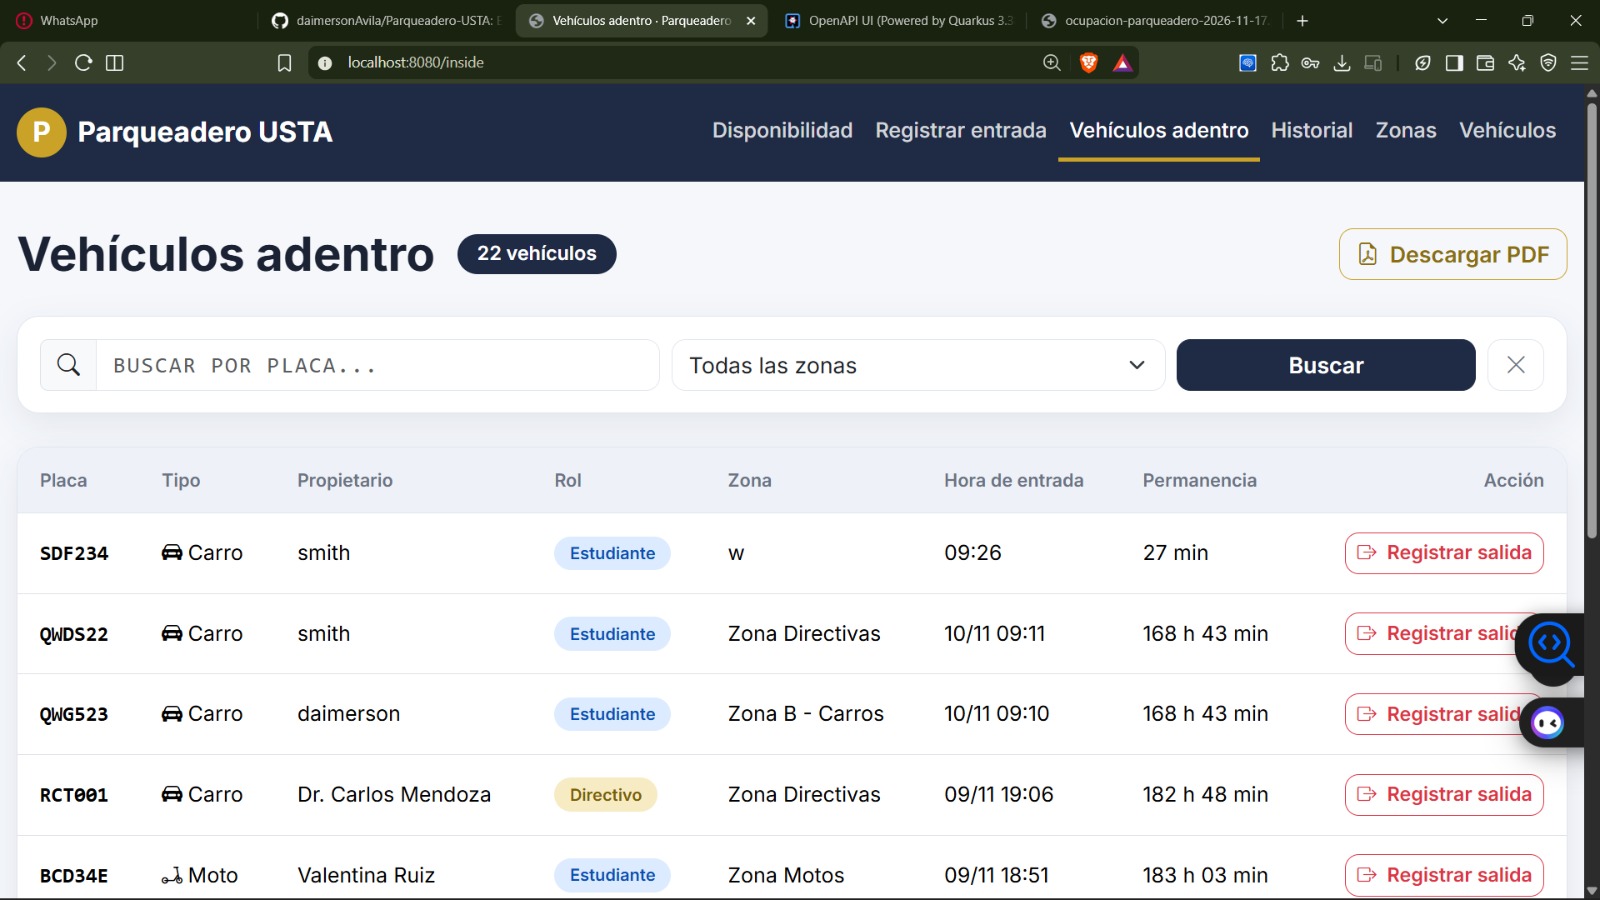 WhatsApp
daimersonAvila/Parqueadero-USTA:
Vehículos adentro · Parqueadero
OpenAPI UI (Powered by Quarkus 3.3
ocupacion-parqueadero-2026-11-17
localhost:8080/inside
P Parqueadero USTA
Disponibilidad Registrar entrada Vehículos adentro Historial Zonas Vehículos
Vehículos adentro 22 vehículos Descargar PDF
BUSCAR POR PLACA... Todas las zonas Buscar
Placa Tipo Propietario Rol Zona Hora de entrada Permanencia Acción
SDF234 Carro smith Estudiante w 09:26 27 min Registrar salida
QWDS22 Carro smith Estudiante Zona Directivas 10/11 09:11 168 h 43 min Registrar salid
QWG523 Carro daimerson Estudiante Zona B - Carros 10/11 09:10 168 h 43 min Registrar salid
RCT001 Carro Dr. Carlos Mendoza Directivo Zona Directivas 09/11 19:06 182 h 48 min Registrar salida
BCD34E Moto Valentina Ruiz Estudiante Zona Motos 09/11 18:51 183 h 03 min Registrar salida